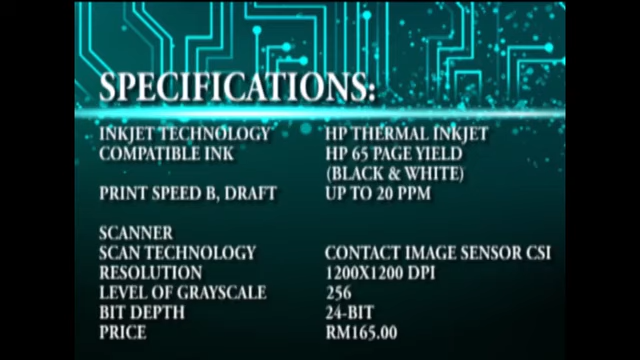 SPECIFICATIONS:
INKJET TECHNOLOGY HP THERMAL INKJET
COMPATIBLE INK HP 65 PAGE YIELD
(BLACK & WHITE)
PRINT SPEED B, DRAFT UP TO 20 PPM
SCANNER
SCAN TECHNOLOGY CONTACT IMAGE SENSOR CSI
RESOLUTION 1200X1200 DPI
LEVEL OF GRAYSCALE 256
BIT DEPTH 24-BIT
PRICE RM165.00